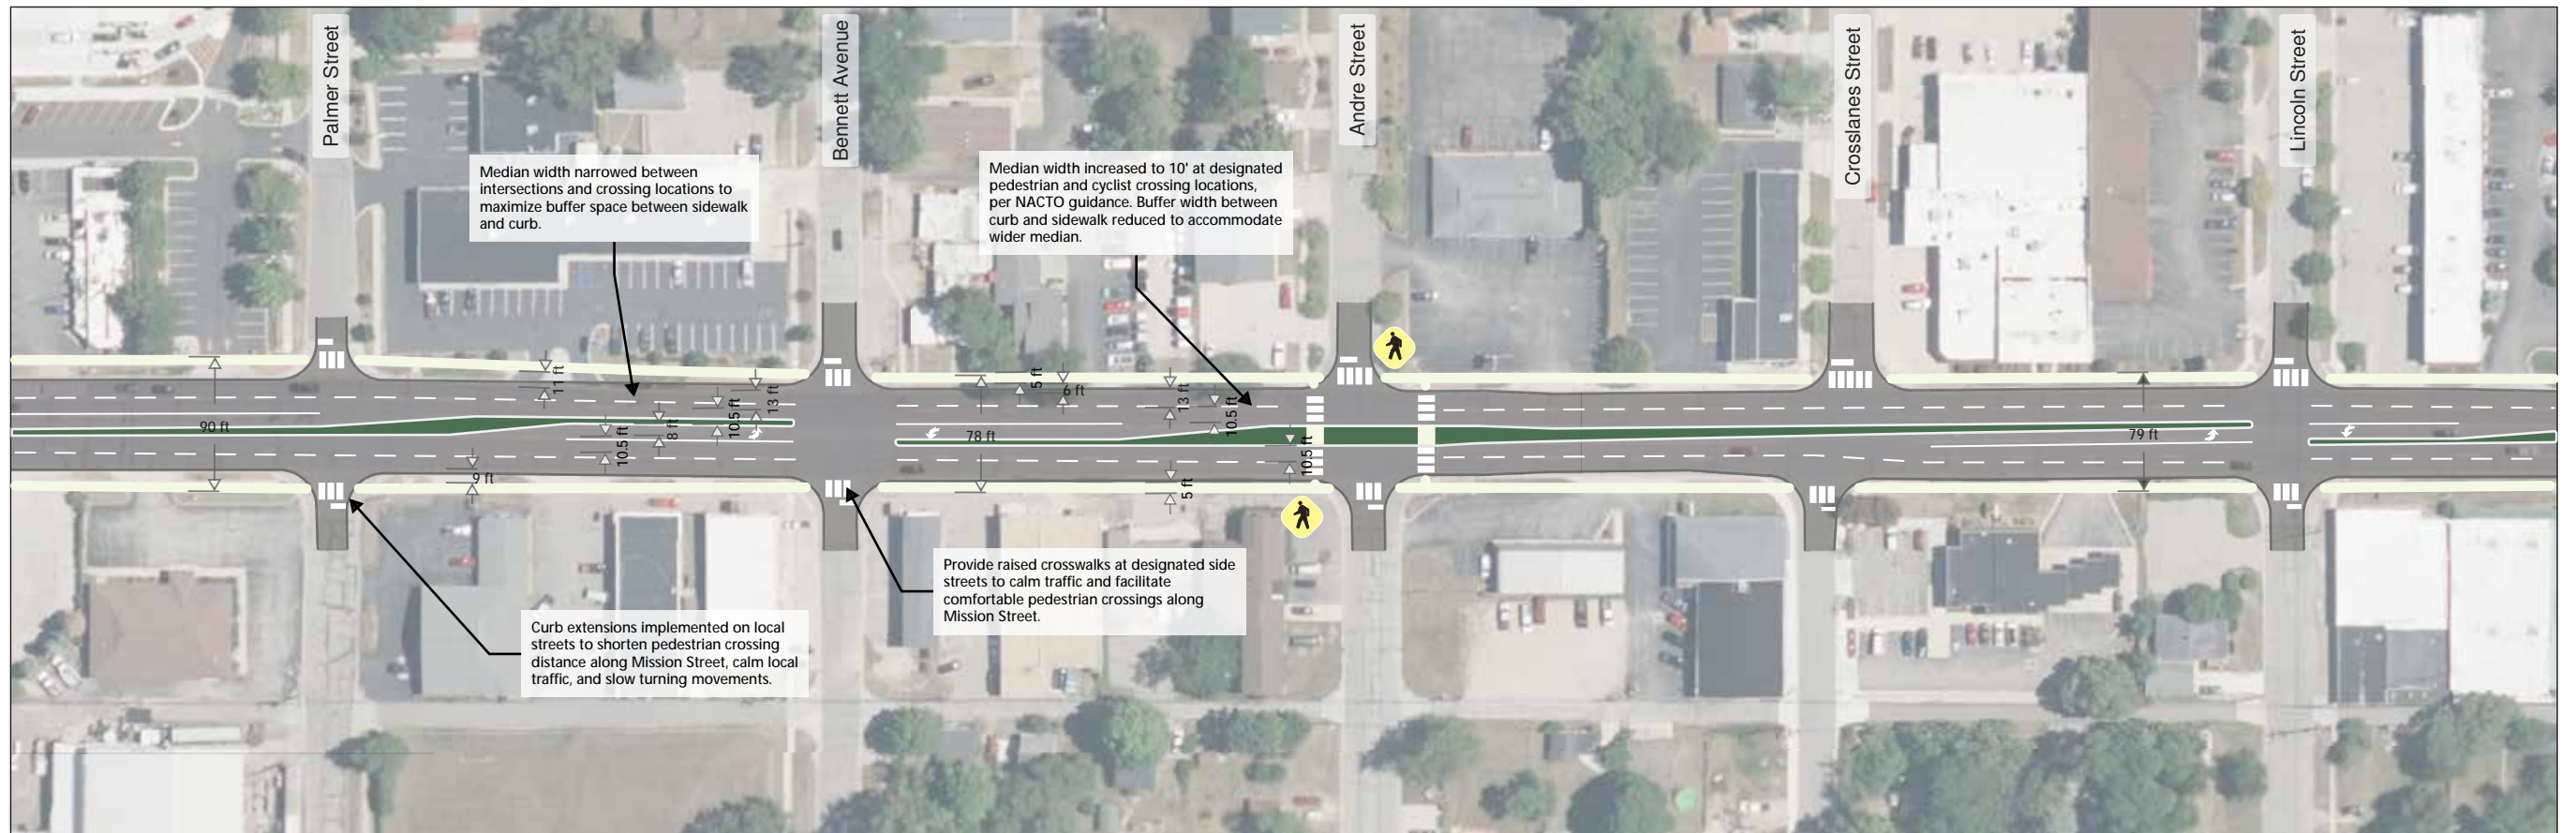 Palmer Street
Bennett Avenue
Andre Street
Crosslanes Street
Lincoln Street
Median width narrowed between
intersections and crossing locations to
maximize buffer space between sidewalk
and curb.
Median width increased to 10' at designated
pedestrian and cyclist crossing locations,
per NACTO guidance. Buffer width between
curb and sidewalk reduced to accommodate
wider median.
90 ft
11 ft
9 ft
10.5 ft
8 ft
10.5 ft
13 ft
78 ft
5 ft
6 ft
13 ft
10.5 ft
10.5 ft
5 ft
79 ft
Curb extensions implemented on local
streets to shorten pedestrian crossing
distance along Mission Street, calm local
traffic, and slow turning movements.
Provide raised crosswalks at designated side
streets to calm traffic and facilitate
comfortable pedestrian crossings along
Mission Street.